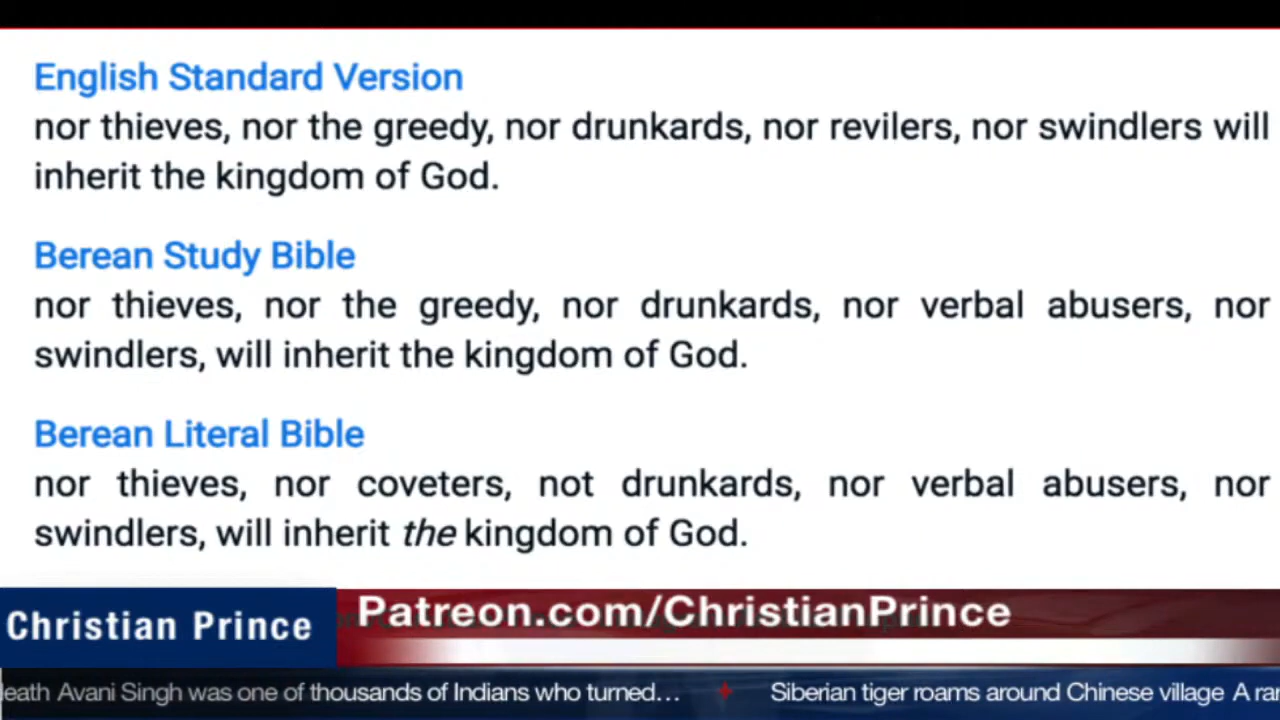 English Standard Version
nor thieves, nor the greedy, nor drunkards, nor revilers, nor swindlers will
inherit the kingdom of God.
Berean Study Bible
nor thieves, nor the greedy, nor drunkards, nor verbal abusers, nor
swindlers, will inherit the kingdom of God.
Berean Literal Bible
nor thieves, nor coveters, not drunkards, nor verbal abusers, nor
swindlers, will inherit the kingdom of God.
Christian Prince
Patreon.com/ChristianPrince
Avani Singh was one of thousands of Indians who turned...
Siberian tiger roams around Chinese village A